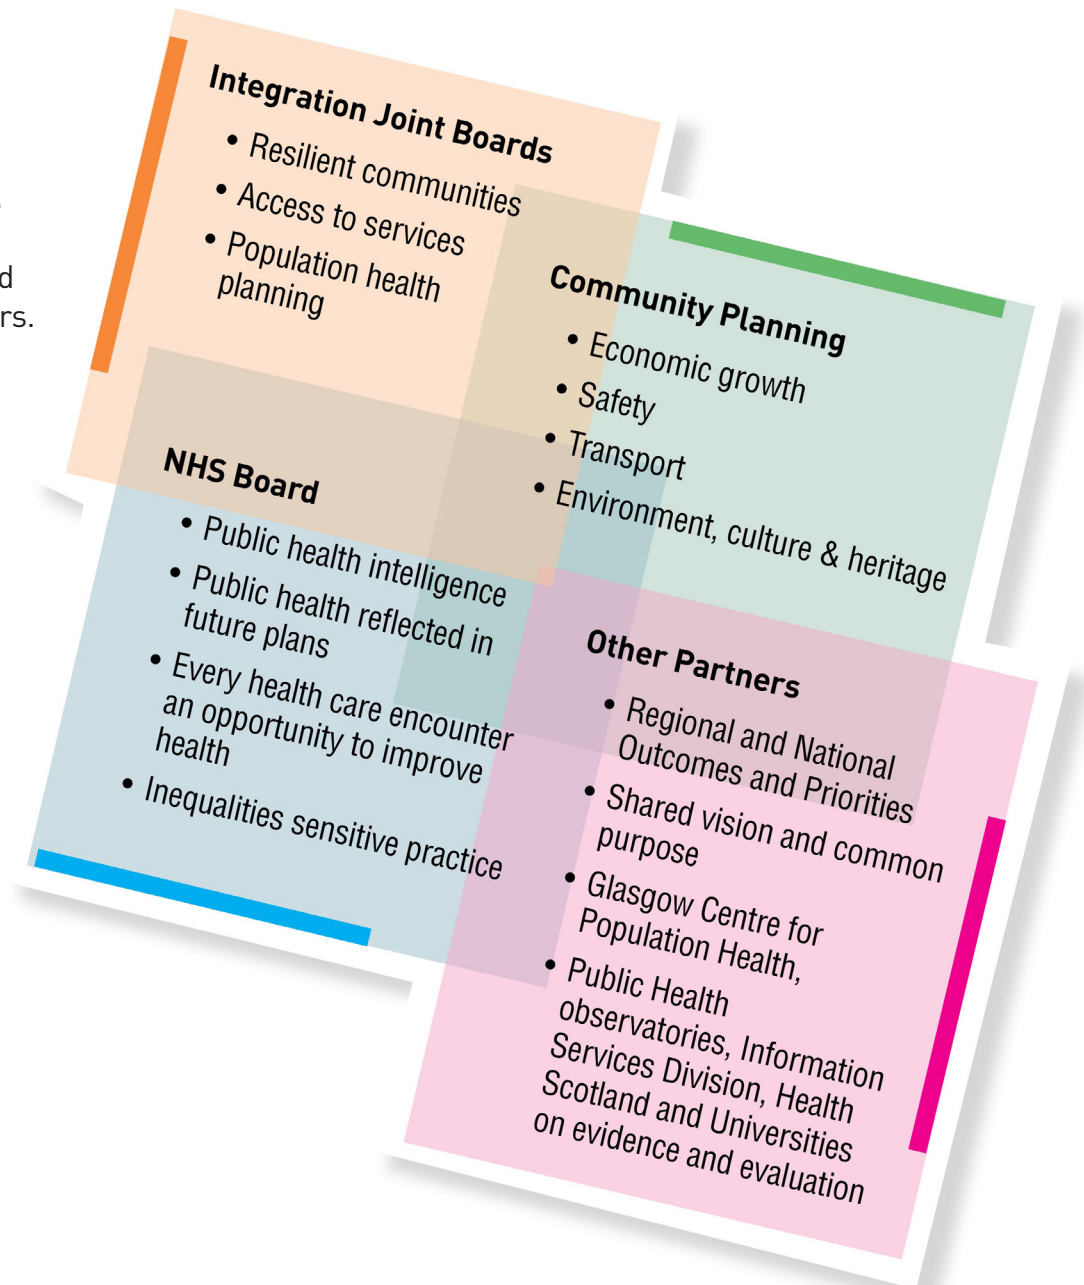 rs.
Integration Joint Boards
• Resilient communities
• Access to services
• Population health
planning
Community Planning
• Economic growth
• Safety
• Transport
• Environment, culture & heritage
NHS Board
• Public health intelligence
• Public health reflected in
future plans
• Every health care encounter
an opportunity to improve
health
• Inequalities sensitive practice
Other Partners
• Regional and National
Outcomes and Priorities
• Shared vision and common
purpose
• Glasgow Centre for
Population Health,
• Public Health
observatories, Information
Services Division, Health
Scotland and Universities
on evidence and evaluation